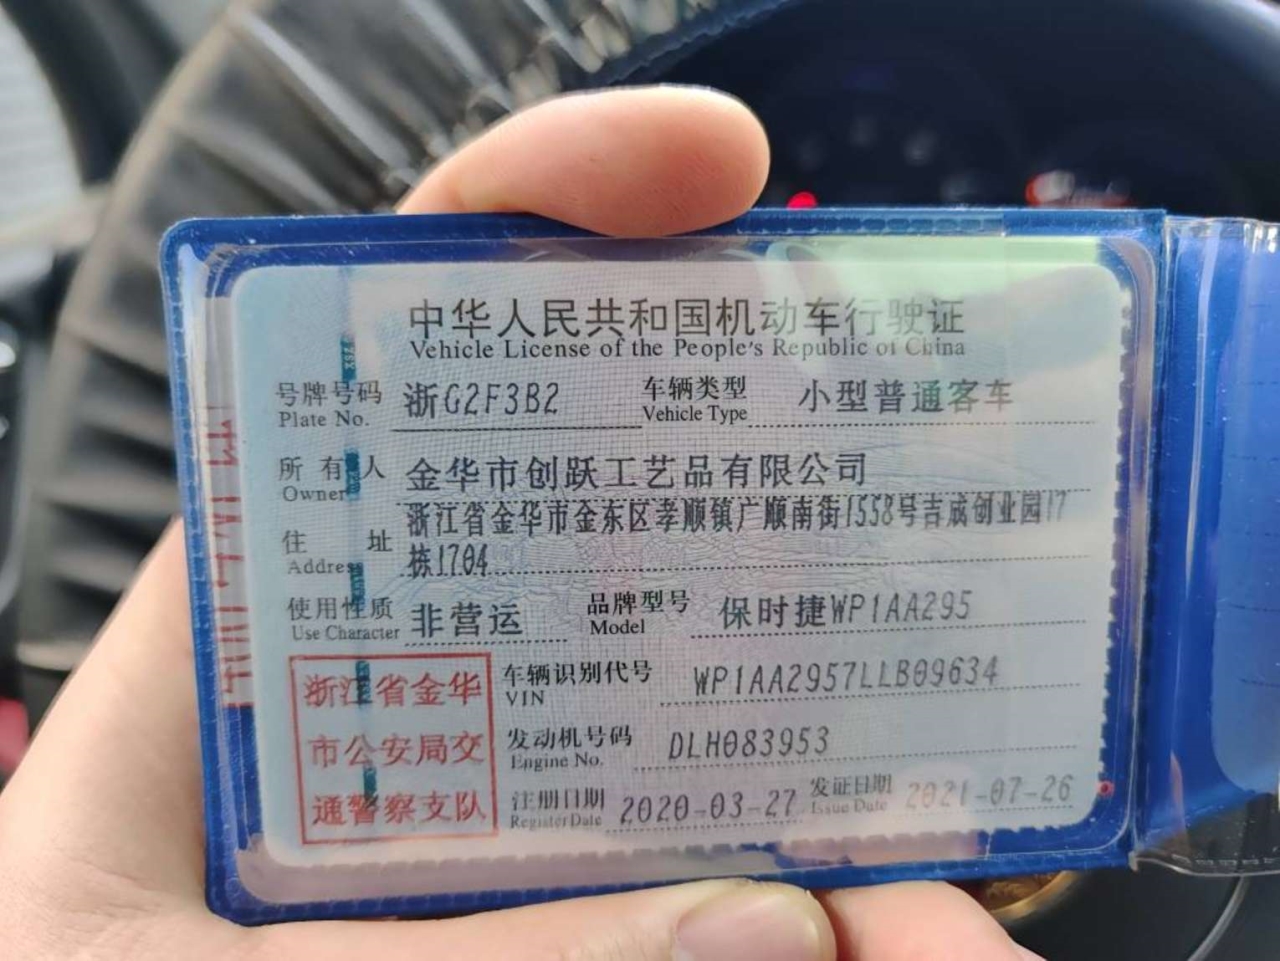 中华人民共和国机动车行驶证
Vehicle License of the People's Republic of China
号牌号码 浙G2F3B2 车辆类型 小型普通客车
Plate No. Vehicle Type
所有人 金华市创跃工艺品有限公司
Owner
住址 浙江省金华市金东区孝顺镇广顺南街1558号吉成创业园17
Address 栋1704
使用性质 非营运 品牌型号 保时捷WP1AA295
Use Character Model
浙江省金华
市公安局交
通警察支队
车辆识别代号 WP1AA2957LLB09634
VIN
发动机号码 DLH083953
Engine No.
注册日期 2020-03-27 发证日期 2021-07-26
Register Date Issue Date